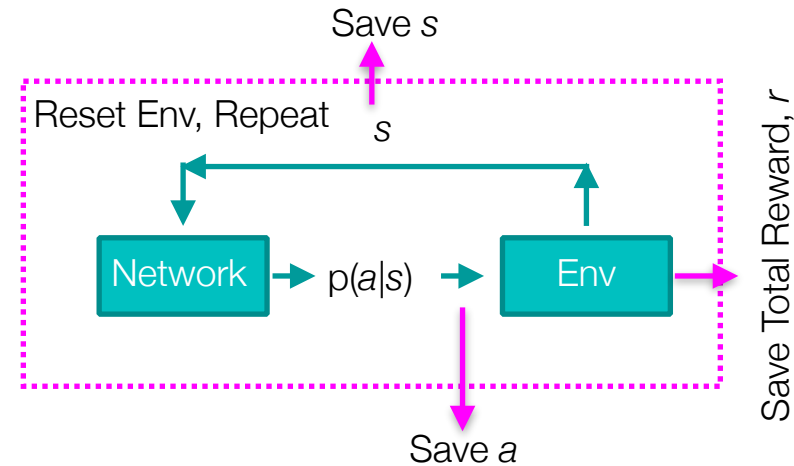 Save s
Reset Env, Repeat
s
Network
p(a|s)
Env
Save a
Save Total Reward, r